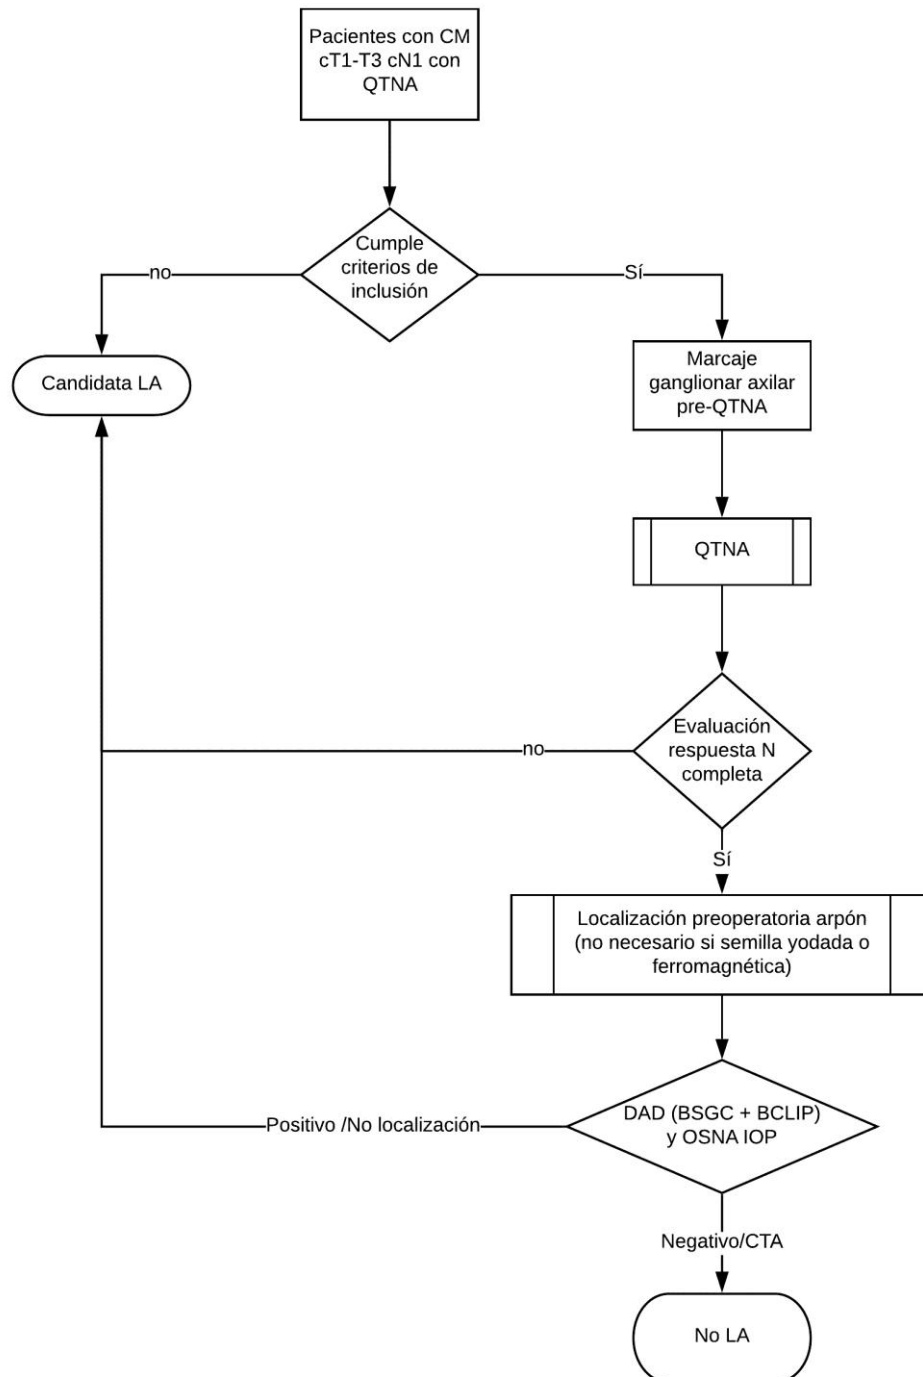 Pacientes con CM
cT1-T3 cN1 con
QTNA
Cumple
criterios de
inclusión
no
Sí
Candidata LA
Marcaje
ganglionar axilar
pre-QTNA
QTNA
Evaluación
respuesta N
completa
no
Sí
Localización preoperatoria arpón
(no necesario si semilla yodada o
ferromagnética)
DAD (BSGC + BCLIP)
y OSNA IOP
Positivo /No localización
Negativo/CTA
No LA